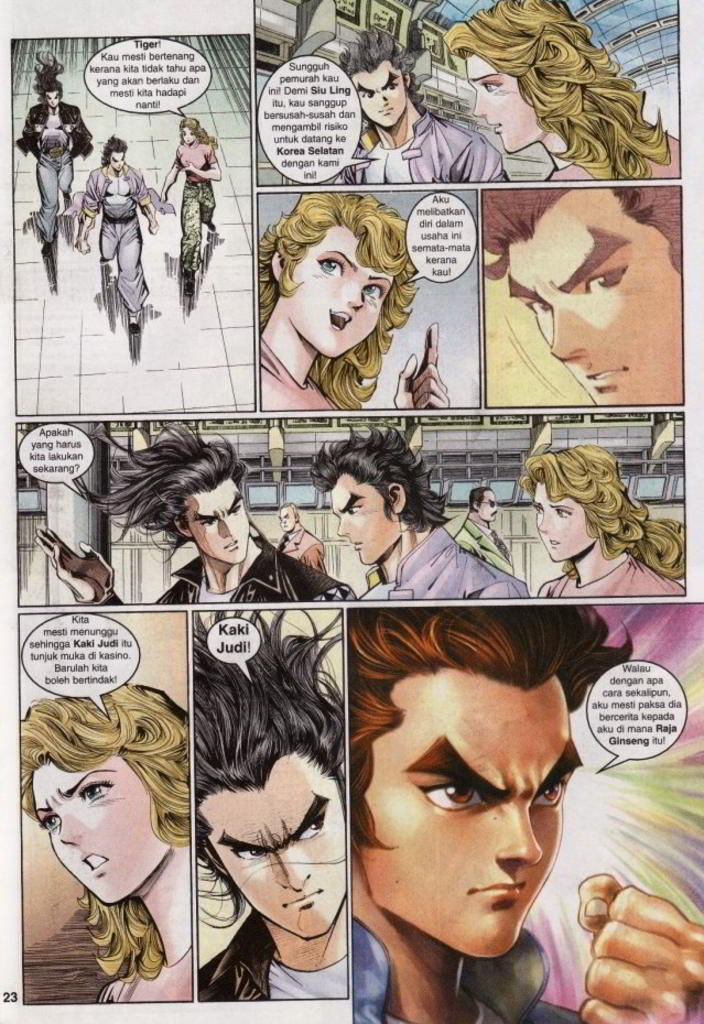 Tiger!
Kau mesti bertenang
kerana kita tidak tahu apa
yang akan berlaku dan
mesti kita hadapi
nanti!
Sungguh
pemurah kau
ini! Demi Siu Ling
itu, kau sanggup
bersusah-susah dan
mengambil risiko
untuk datang ke
Korea Selatan
dengan kami
ini!
Aku
melibatkan
diri dalam
usaha ini
semata-mata
kerana
kau!
Apakah
yang harus
kita lakukan
sekarang?
Kita
mesti menunggu
sehingga Kaki Judi itu
tunjuk muka di kasino.
Barulah kita
boleh bertindak!
Kaki
Judi!
Walau
dengan apa
cara sekalipun,
aku mesti paksa dia
bercerita kepada
aku di mana Raja
Ginseng itu!
23